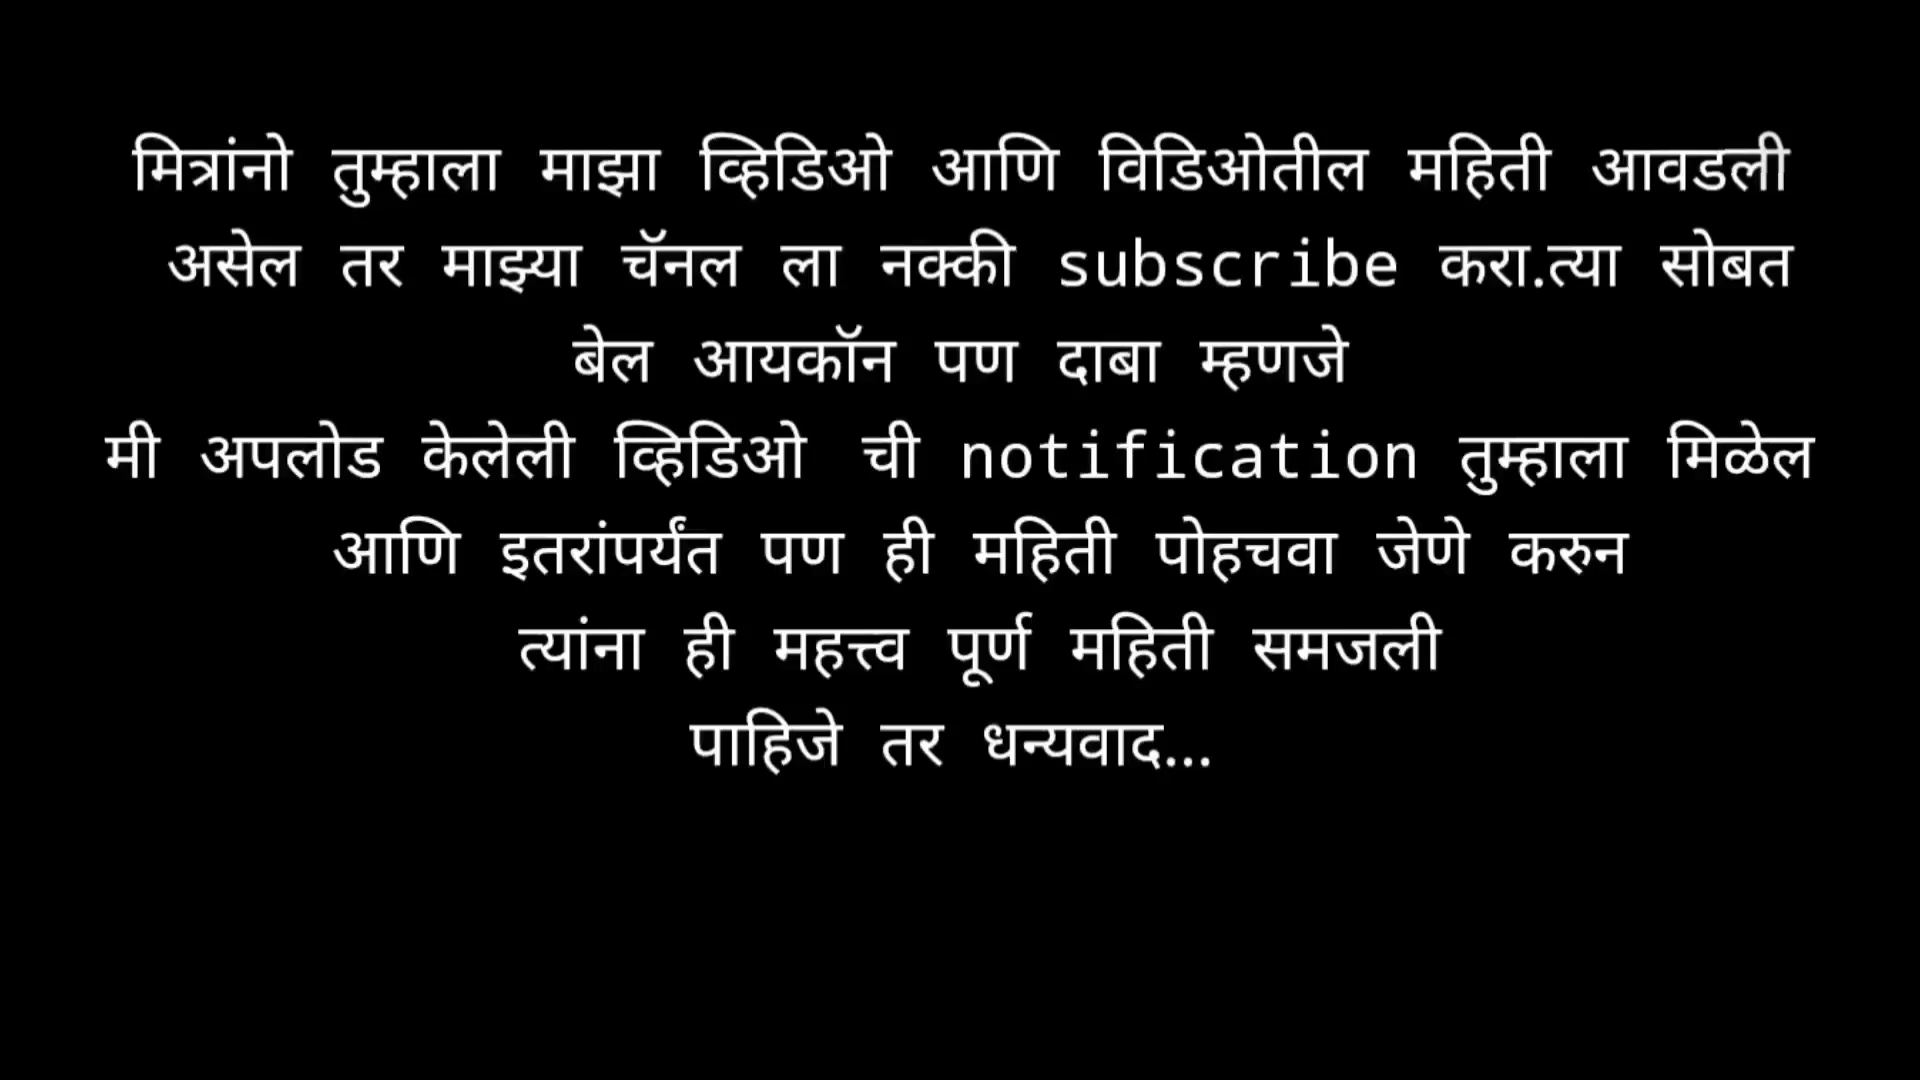 मित्रांनो तुम्हाला माझा व्हिडिओ आणि विडिओतील महिती आवडली
असेल तर माझ्या चॅनल ला नक्की subscribe करा.त्या सोबत
बेल आयकॉन पण दाबा म्हणजे
मी अपलोड केलेली व्हिडिओ ची notification तुम्हाला मिळेल
आणि इतरांपर्यंत पण ही महिती पोहचवा जेणे करुन
त्यांना ही महत्त्व पूर्ण महिती समजली
पाहिजे तर धन्यवाद...